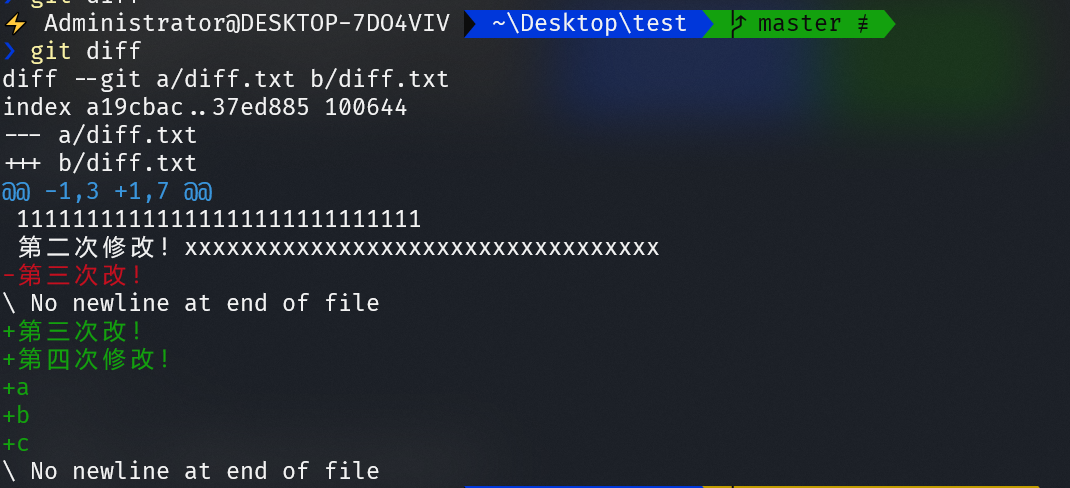 git diff
Administrator@DESKTOP-7DO4VIV ~\Desktop\test master ≢
❯ git diff
diff --git a/diff.txt b/diff.txt
index a19cbac..37ed885 100644
--- a/diff.txt
+++ b/diff.txt
@@ -1,3 +1,7 @@
11111111111111111111111111111
第二次修改！xxxxxxxxxxxxxxxxxxxxxxxxxxxxxxxxxx
-第三次改！
\ No newline at end of file
+第三次改！
+第四次修改！
+a
+b
+c
\ No newline at end of file